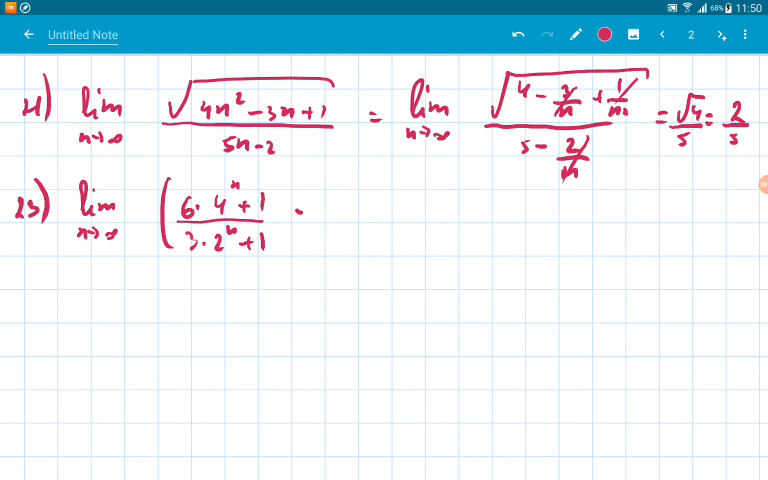 68% 11:50
Untitled Note 2
4) lim n→∞ √(4n² - 3n + 1) / (5n - 2) = lim n→∞ √(4 - 3/n + 1/n²) / (5 - 2/n) = √4/5 = 2/5
23) lim n→∞ ( (6·4ⁿ + 1) / (3·2ⁿ + 1) ·